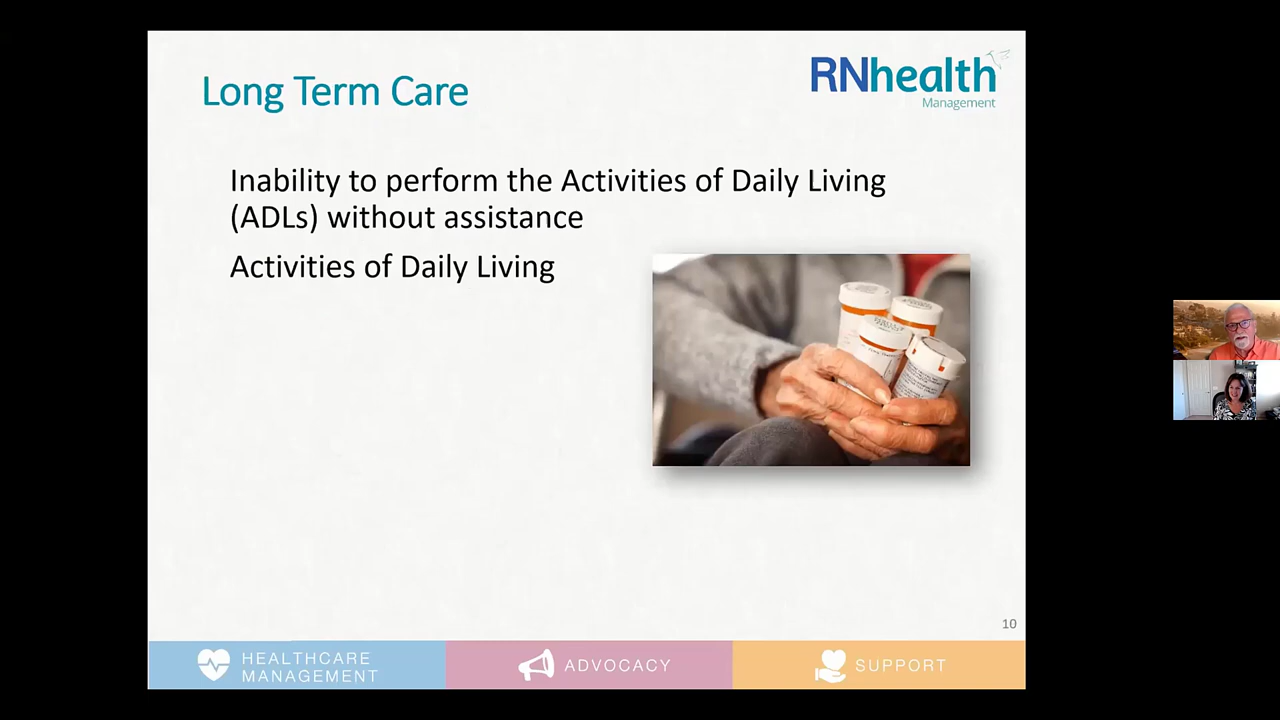 Long Term Care
RNhealth
Management
Inability to perform the Activities of Daily Living
(ADLs) without assistance
Activities of Daily Living
10
HEALTHCARE
MANAGEMENT
ADVOCACY
SUPPORT